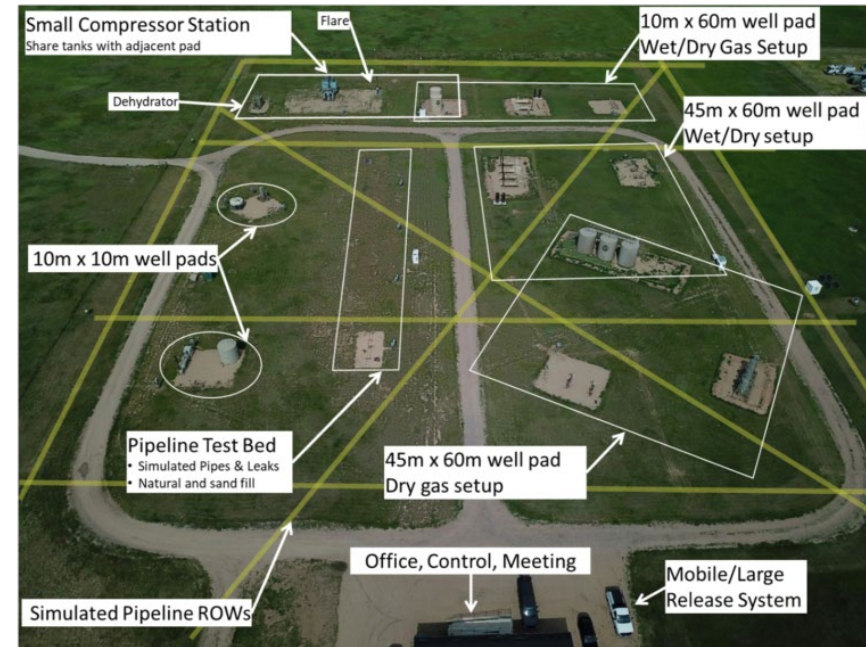 Small Compressor Station
Share tanks with adjacent pad
Flare
10m x 60m well pad
Wet/Dry Gas Setup
Dehydrator
45m x 60m well pad
Wet/Dry setup
10m x 10m well pads
Pipeline Test Bed
• Simulated Pipes & Leaks
• Natural and sand fill
45m x 60m well pad
Dry gas setup
Office, Control, Meeting
Mobile/Large
Release System
Simulated Pipeline ROWs